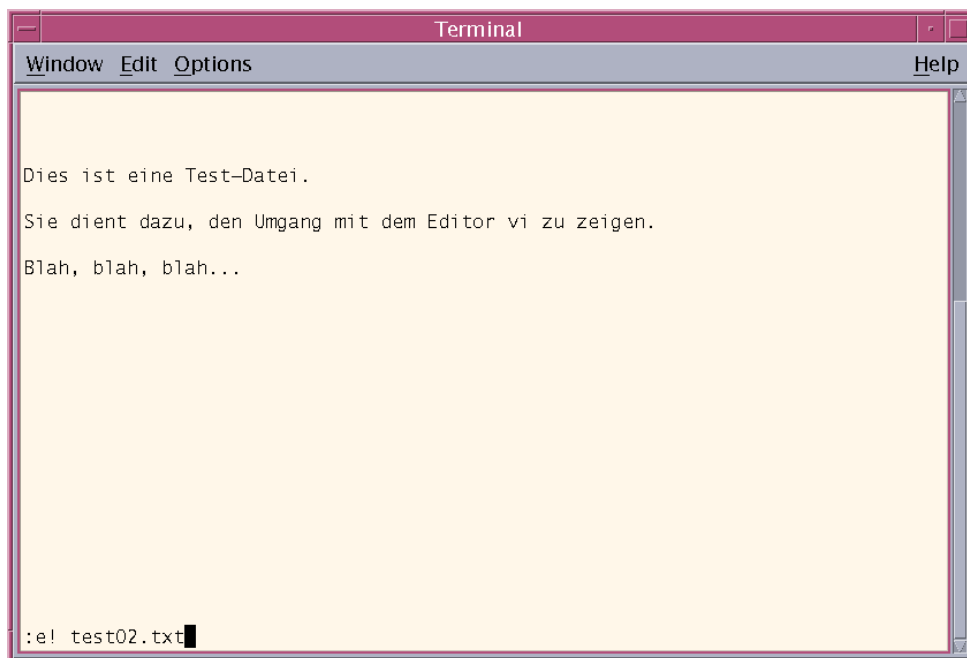 Terminal
Window Edit Options Help
Dies ist eine Test-Datei.
Sie dient dazu, den Umgang mit dem Editor vi zu zeigen.
Blah, blah, blah...
:e! test02.txt